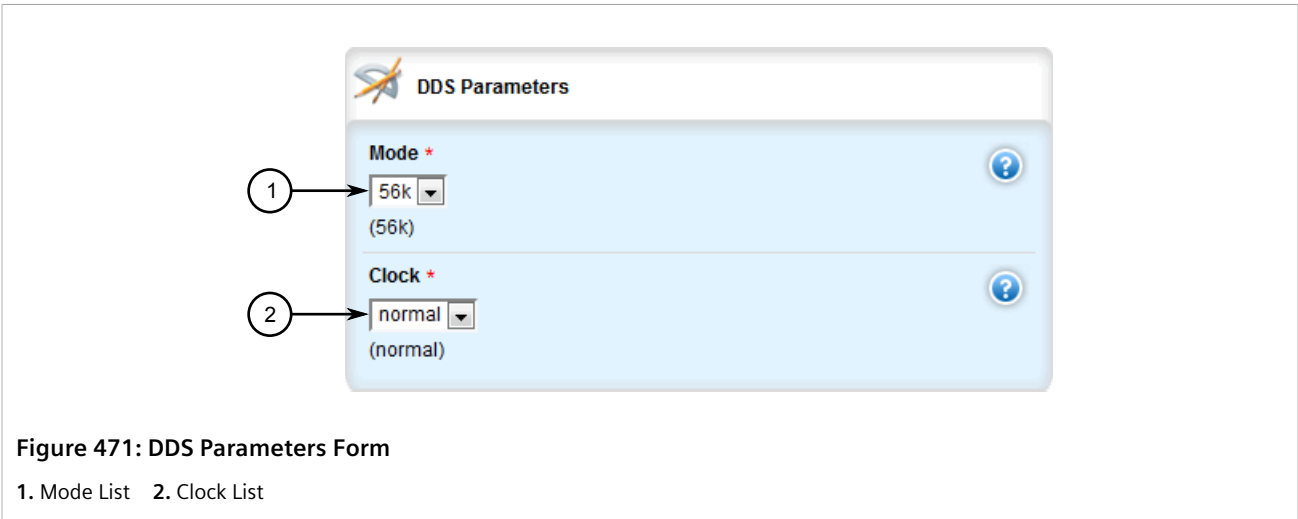 DDS Parameters
Mode *
1
56k
(56k)
Clock *
2
normal
(normal)
Figure 471: DDS Parameters Form
1. Mode List 2. Clock List